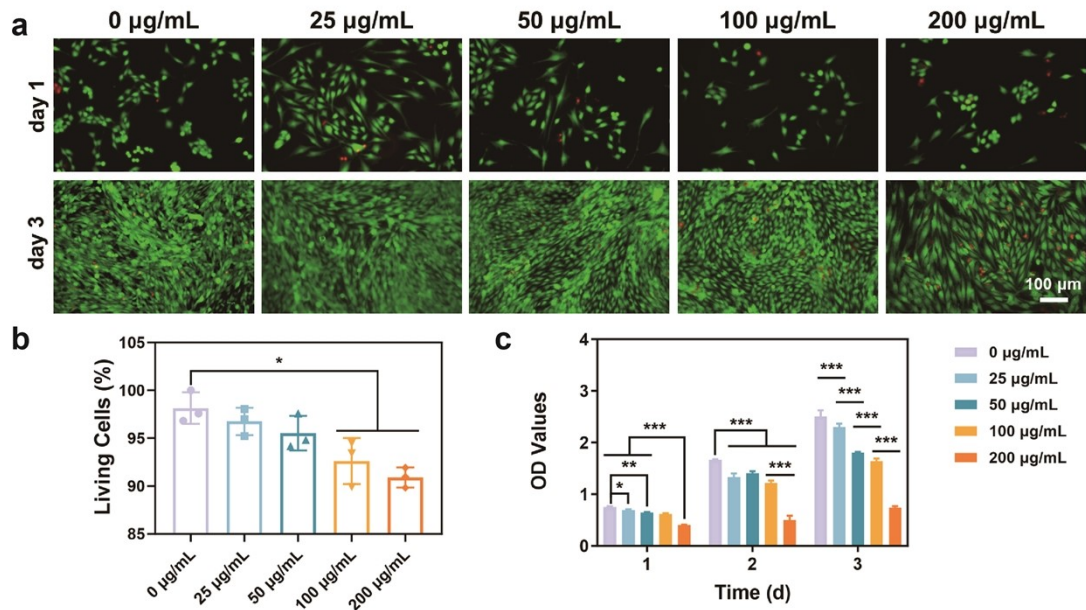 0 µg/mL 25 µg/mL 50 µg/mL 100 µg/mL 200 µg/mL
a
day 1
day 3
100 µm
b
Living Cells (%)
105
100
95
90
85
*
0 µg/mL 25 µg/mL 50 µg/mL 100 µg/mL 200 µg/mL
c
OD Values
4
3
2
1
0
*
**
***
***
***
***
***
***
***
1 2 3
Time (d)
0 µg/mL
25 µg/mL
50 µg/mL
100 µg/mL
200 µg/mL